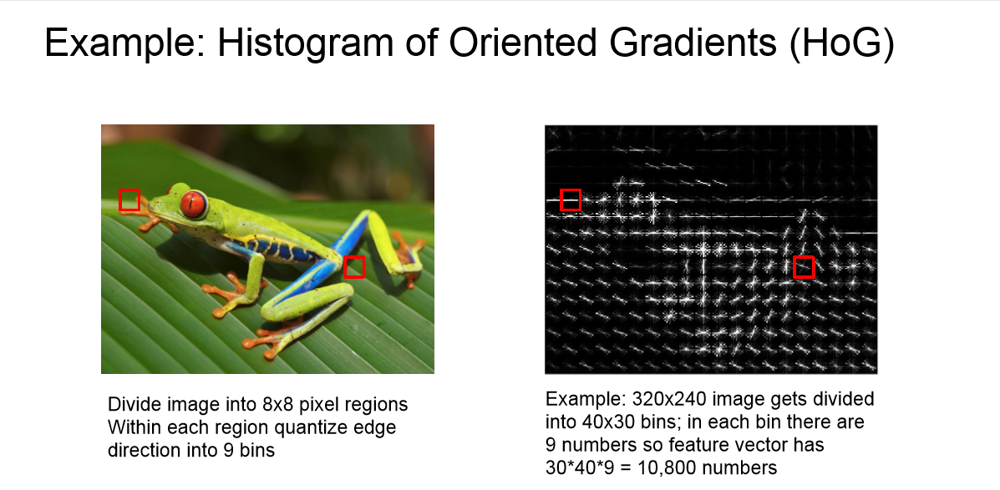 Example: Histogram of Oriented Gradients (HoG)
Divide image into 8x8 pixel regions
Within each region quantize edge
direction into 9 bins
Example: 320x240 image gets divided
into 40x30 bins; in each bin there are
9 numbers so feature vector has
30*40*9 = 10,800 numbers